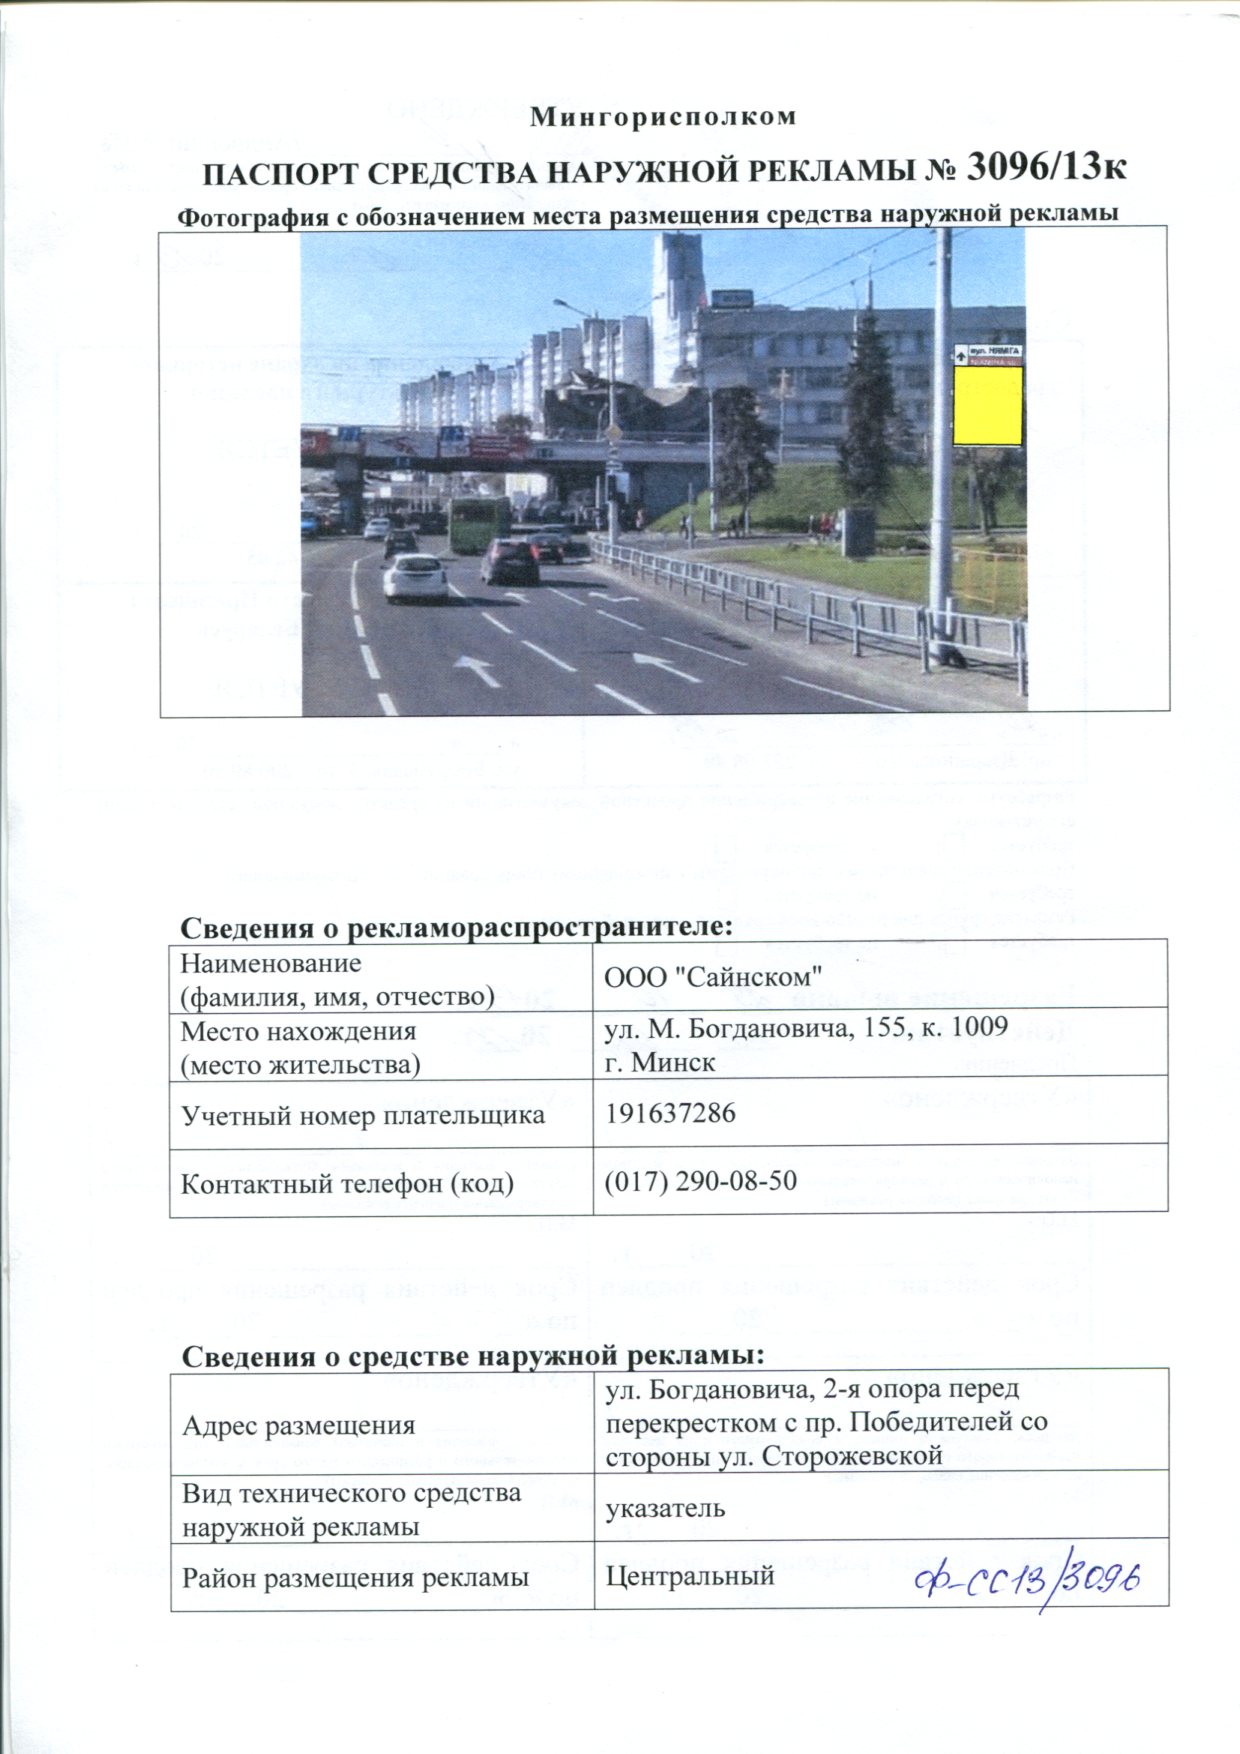 Мингорисполком
ПАСПОРТ СРЕДСТВА НАРУЖНОЙ РЕКЛАМЫ № 3096/13к
Фотография с обозначением места размещения средства наружной рекламы
вул. НЯМІГА
Сведения о рекламораспространителе:
Наименование
(фамилия, имя, отчество)
ООО "Сайнском"
Место нахождения
(место жительства)
ул. М. Богдановича, 155, к. 1009
г. Минск
Учетный номер плательщика
191637286
Контактный телефон (код)
(017) 290-08-50
Сведения о средстве наружной рекламы:
Адрес размещения
ул. Богдановича, 2-я опора перед
перекрестком с пр. Победителей со
стороны ул. Сторожевской
Вид технического средства
наружной рекламы
указатель
Район размещения рекламы
Центральный
ф-сс13/3096